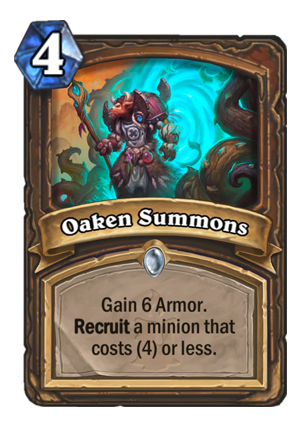 4
Oaken Summons
Gain 6 Armor.
Recruit a minion that
costs (4) or less.